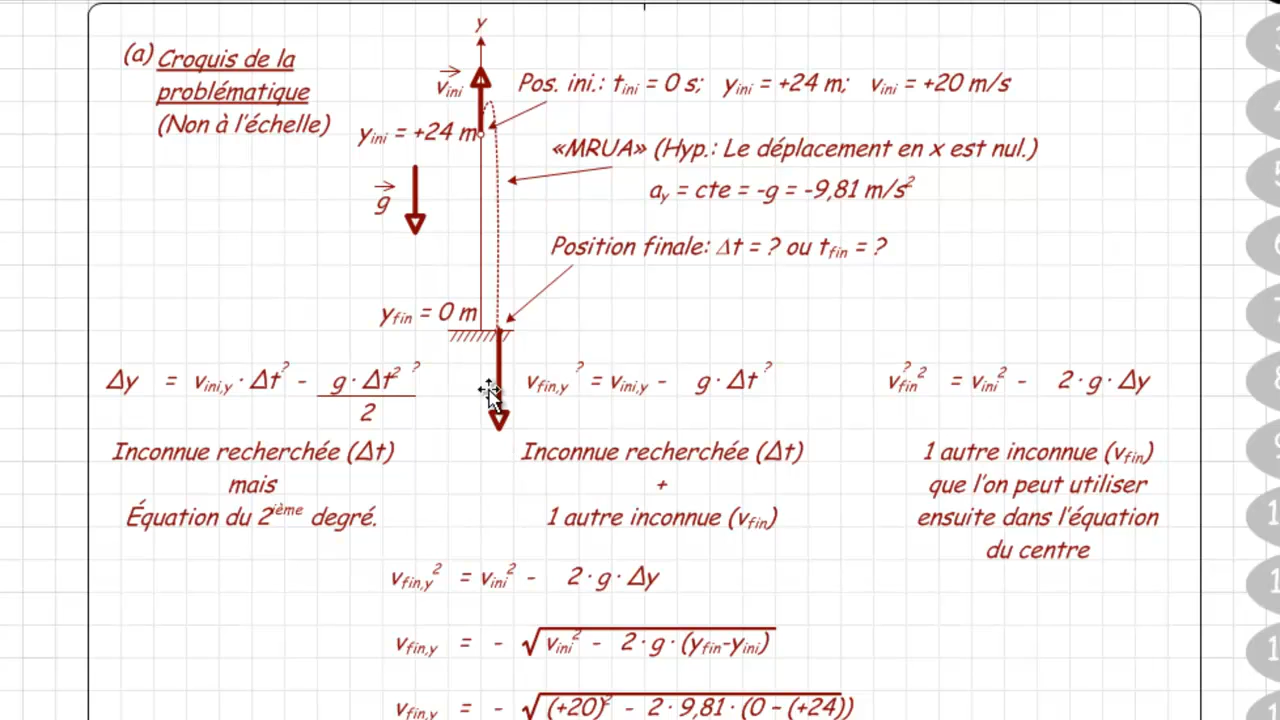 y
(a) Croquis de la
problématique
(Non à l'échelle)
v⃗ini
Pos. ini.: tini = 0 s; yini = +24 m; vini = +20 m/s
yini = +24 m
«MRUA» (Hyp.: Le déplacement en x est nul.)
ay = cte = -g = -9,81 m/s²
g⃗
Position finale: Δt = ? ou tfin = ?
yfin = 0 m
Δy = vini,y · Δt? - g · Δt² ?
2
vfin,y ? = vini,y - g · Δt ?
vfin² ? = vini² - 2 · g · Δy
Inconnue recherchée (Δt)
mais
Équation du 2ième degré.
Inconnue recherchée (Δt)
+
1 autre inconnue (vfin)
1 autre inconnue (vfin)
que l'on peut utiliser
ensuite dans l'équation
du centre
vfin,y² = vini² - 2 · g · Δy
vfin,y = - √vini² - 2 · g · (yfin-yini)
vfin,y = - √(+20)² - 2 · 9,81 · (0 – (+24))